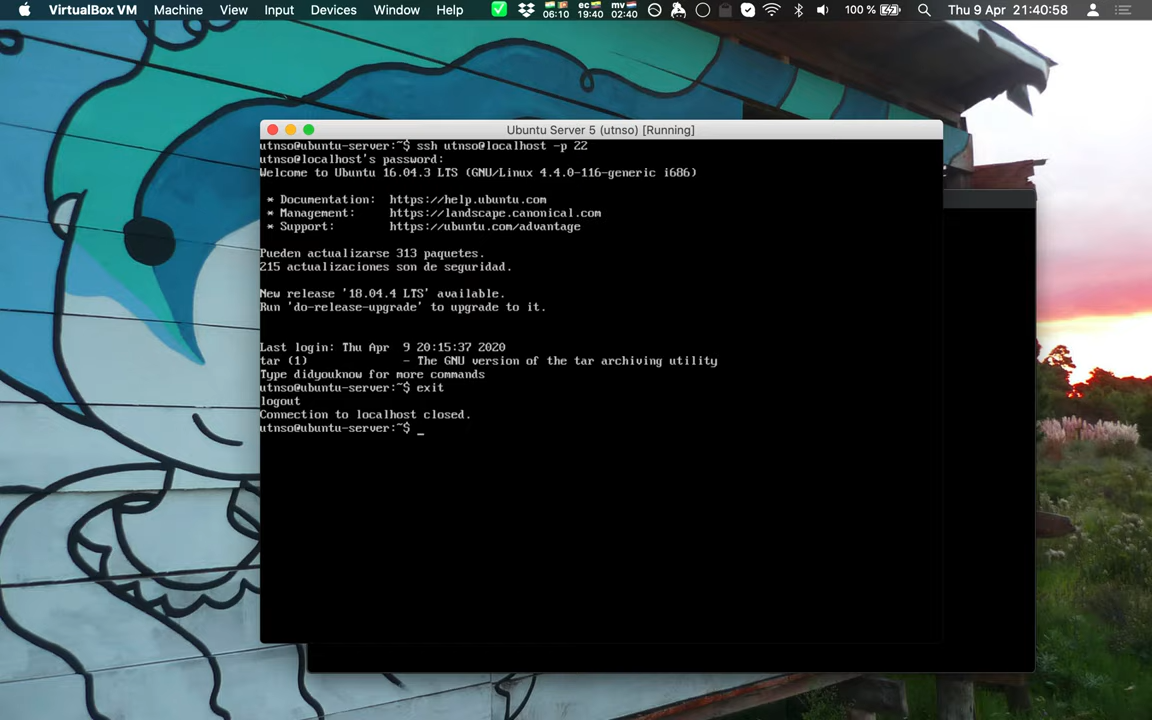 VirtualBox VM Machine View Input Devices Window Help ec mv 06:10 19:40 02:40 100 % Thu 9 Apr 21:40:58
Ubuntu Server 5 (utnso) [Running]
utnso@ubuntu-server:~$ ssh utnso@localhost -p 22
utnso@localhost's password:
Welcome to Ubuntu 16.04.3 LTS (GNU/Linux 4.4.0-116-generic i686)
* Documentation: https://help.ubuntu.com
* Management: https://landscape.canonical.com
* Support: https://ubuntu.com/advantage
Pueden actualizarse 313 paquetes.
215 actualizaciones son de seguridad.
New release '18.04.4 LTS' available.
Run 'do-release-upgrade' to upgrade to it.
Last login: Thu Apr 9 20:15:37 2020
tar (1) - The GNU version of the tar archiving utility
Type didyouknow for more commands
utnso@ubuntu-server:~$ exit
logout
Connection to localhost closed.
utnso@ubuntu-server:~$ _